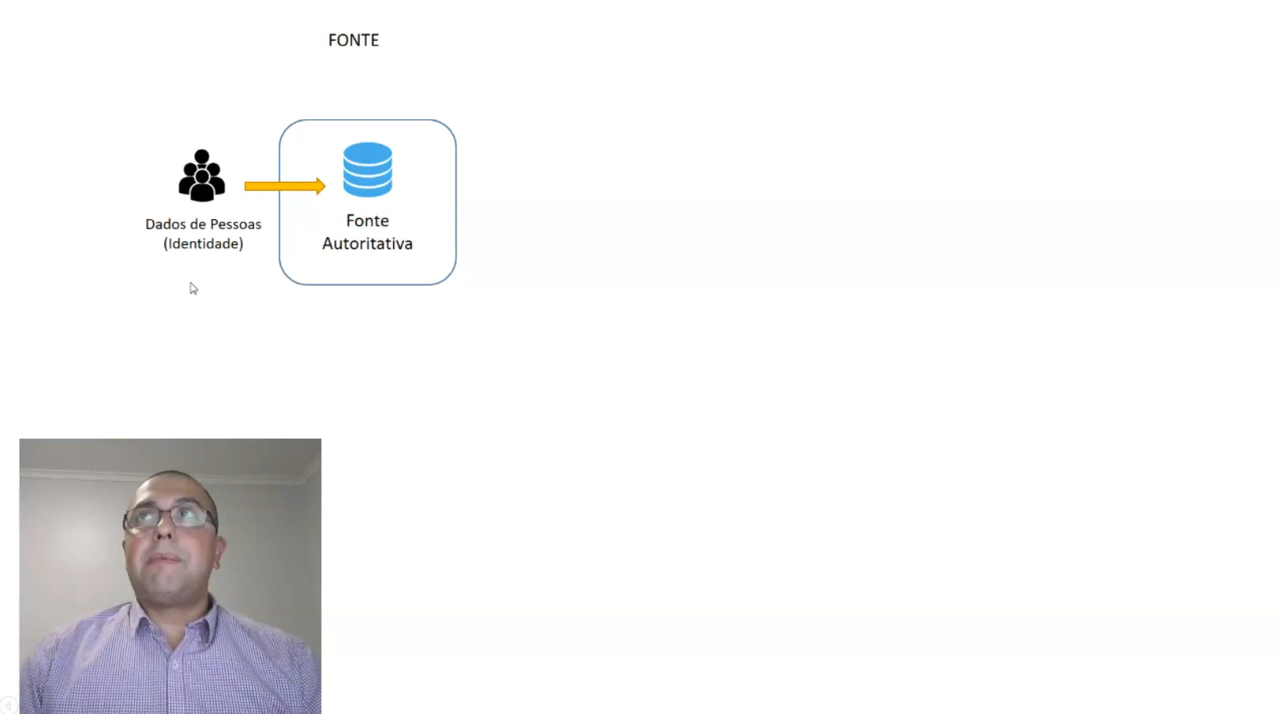 FONTE
Dados de Pessoas
(Identidade)
Fonte
Autoritativa